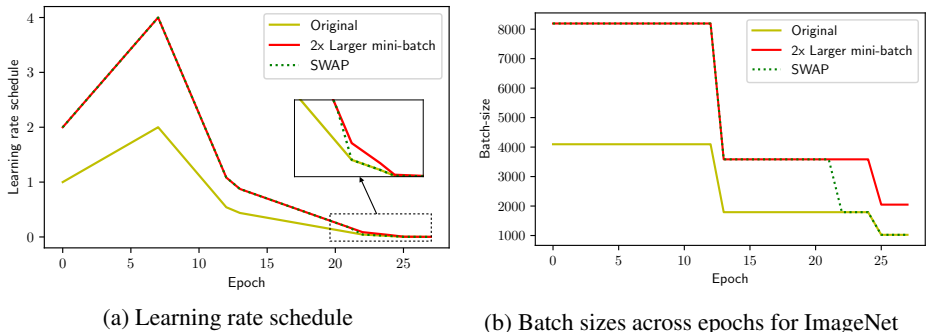 4
3
2
1
0
0
5
10
15
20
25
Learning rate schedule
Epoch
Original
2x Larger mini-batch
SWAP
(a) Learning rate schedule
8000
7000
6000
5000
4000
3000
2000
1000
0
5
10
15
20
25
Batch-size
Epoch
Original
2x Larger mini-batch
SWAP
(b) Batch sizes across epochs for ImageNet